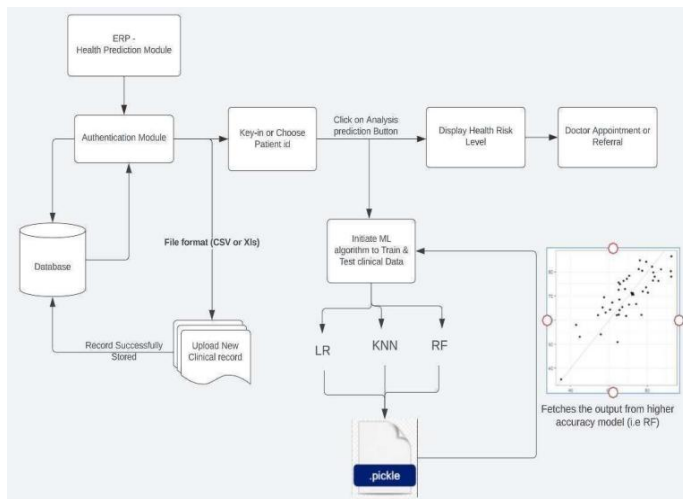 ERP -
Health Prediction Module
Authentication Module
Key-in or Choose
Patient id
Click on Analysis
prediction Button
Display Health Risk
Level
Doctor Appointment or
Referral
File format (CSV or Xls)
Database
Record Successfully
Stored
Upload New
Clinical record
Initiate ML
algorithm to Train &
Test clinical Data
LR
KNN
RF
.pickle
Fetches the output from higher
accuracy model (i.e RF)